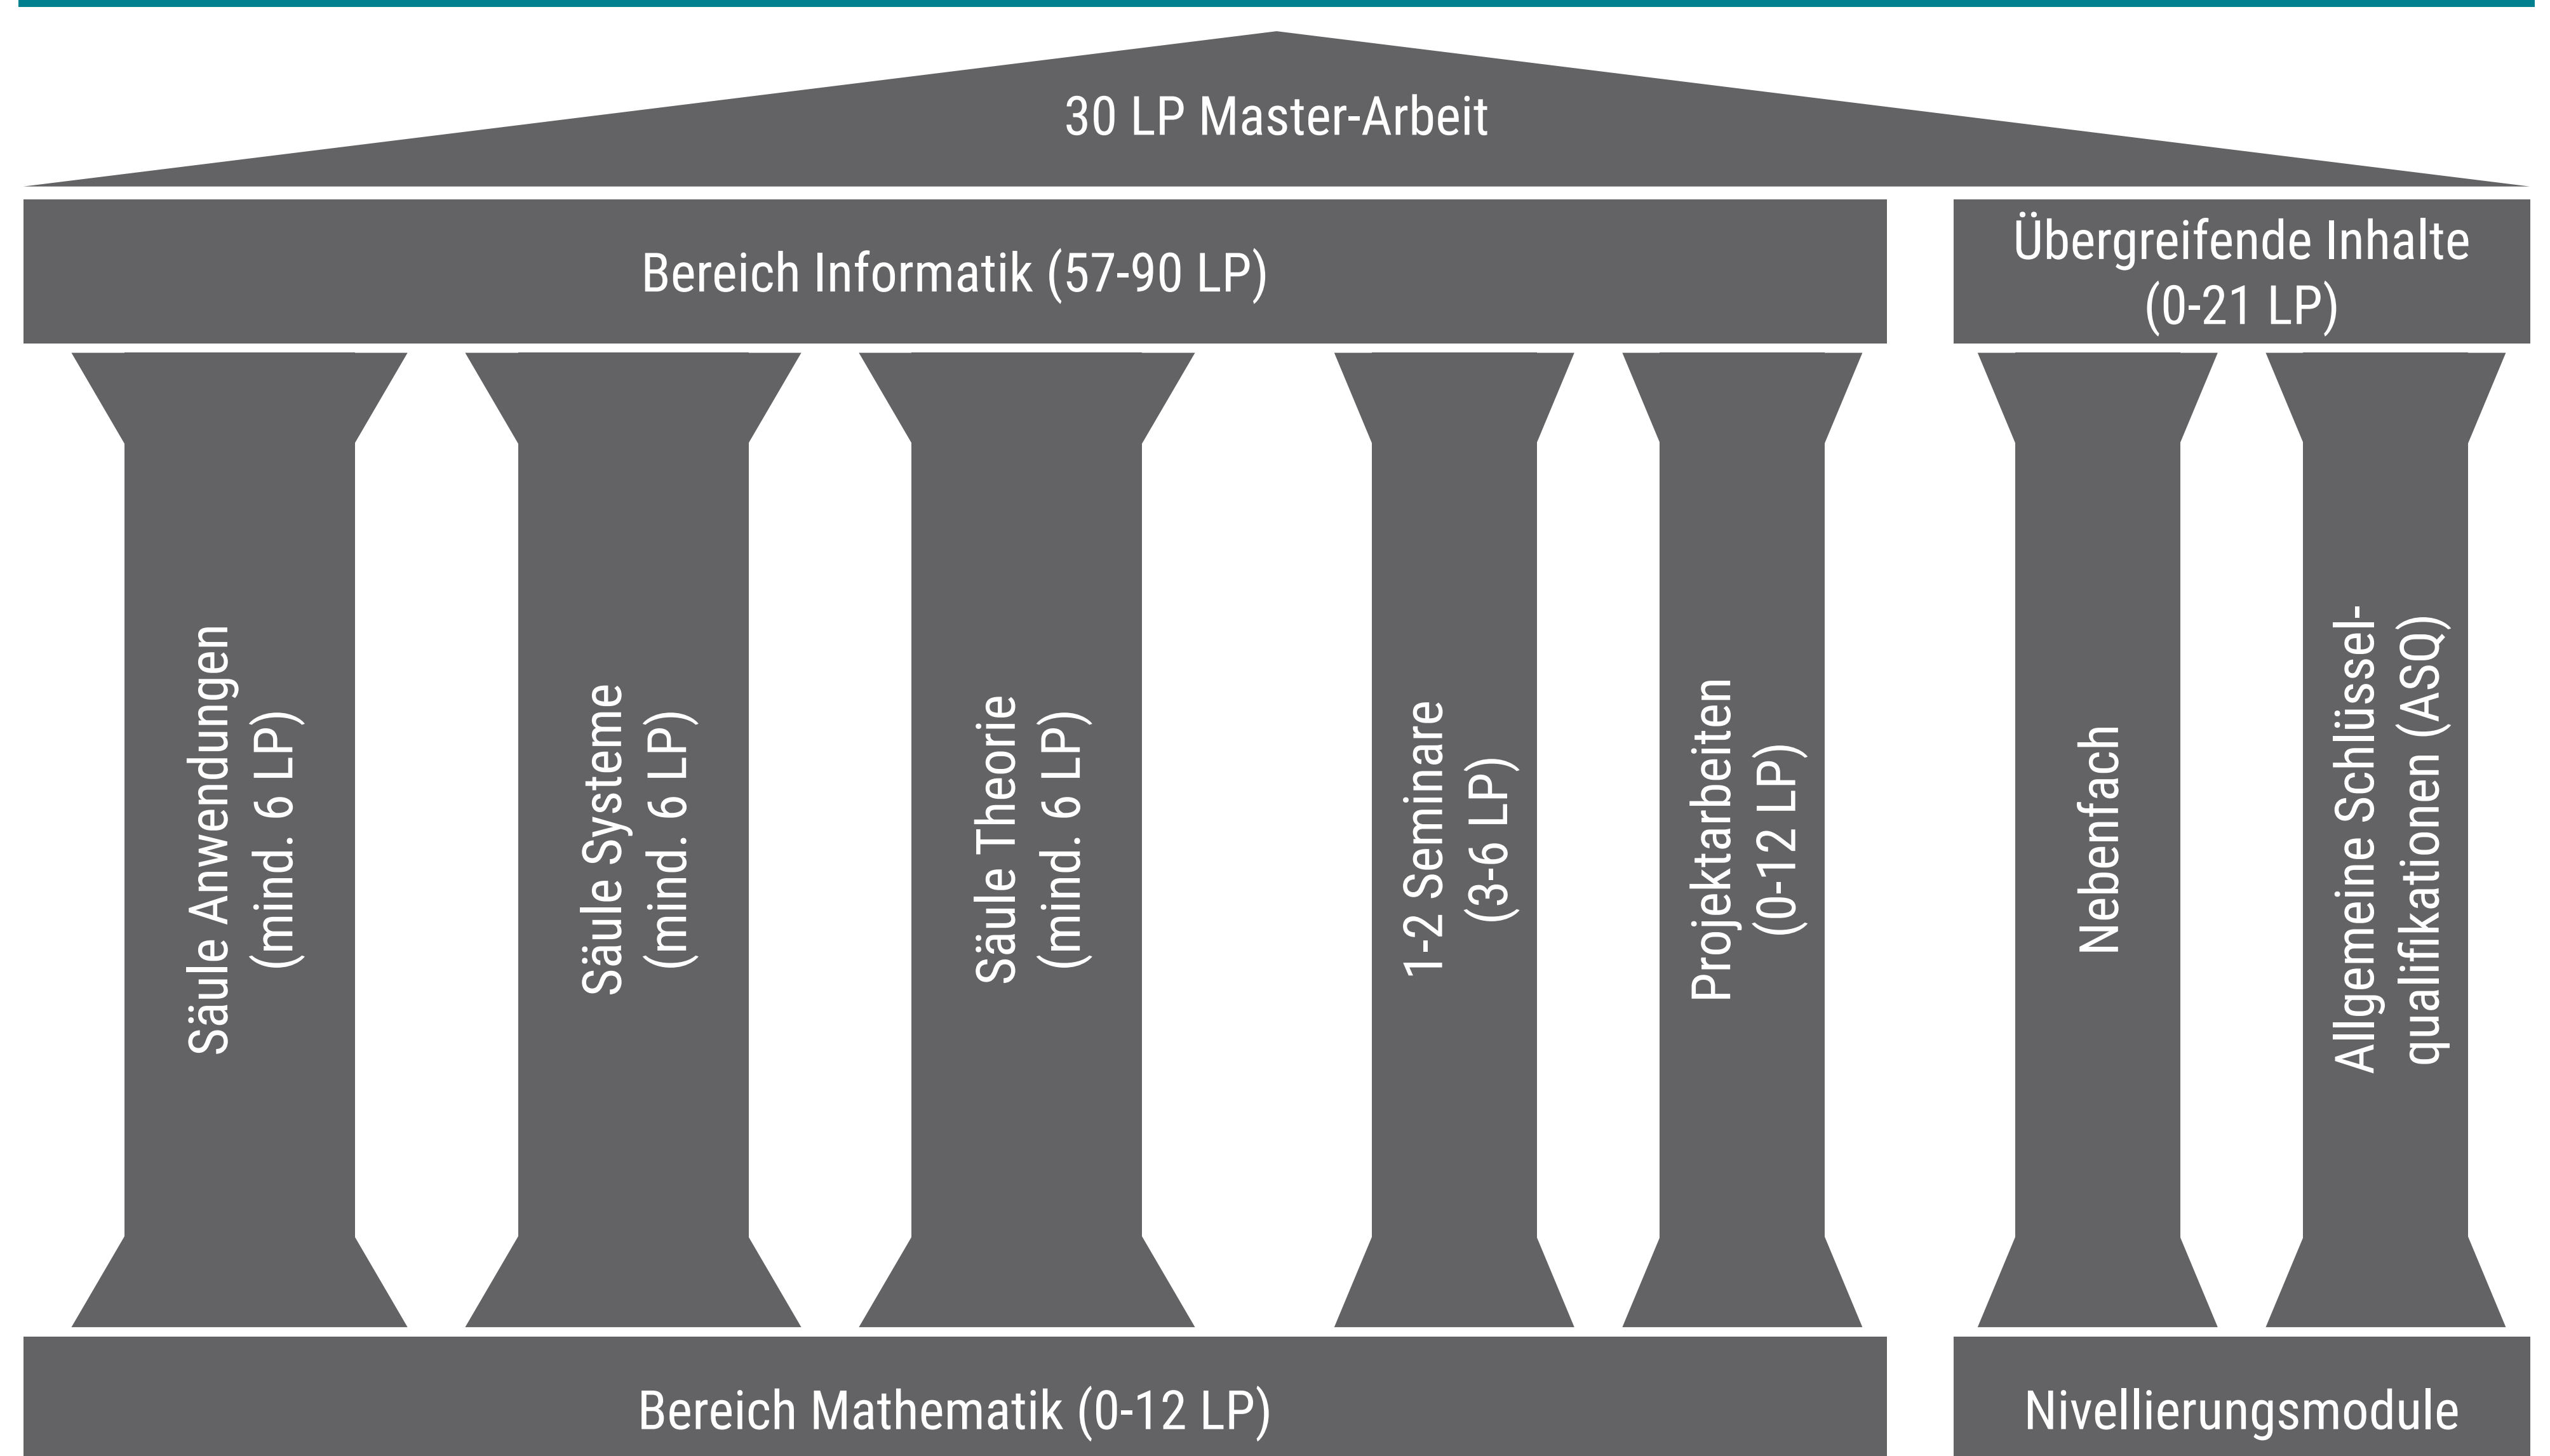 30 LP Master-Arbeit
Bereich Informatik (57-90 LP)
Übergreifende Inhalte
(0-21 LP)
Säule Anwendungen
(mind. 6 LP)
Säule Systeme
(mind. 6 LP)
Säule Theorie
(mind. 6 LP)
1-2 Seminare
(3-6 LP)
Projektarbeiten
(0-12 LP)
Nebenfach
Allgemeine Schlüssel-
qualifikationen (ASQ)
Bereich Mathematik (0-12 LP)
Nivellierungsmodule